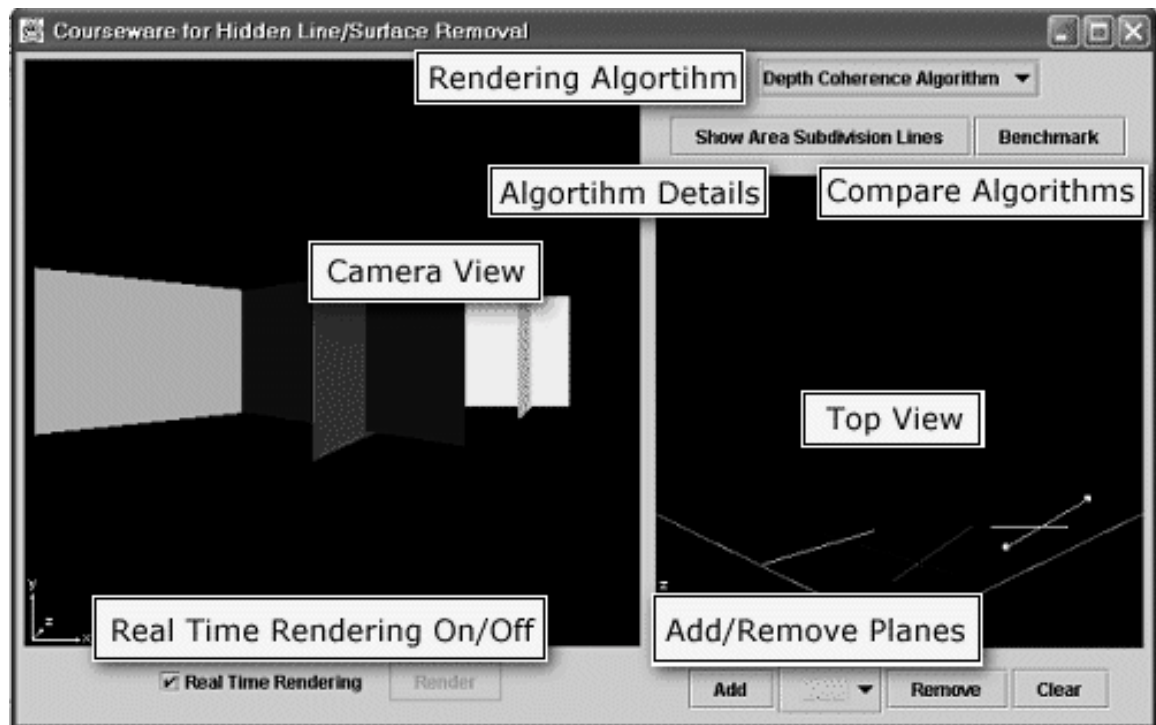 Courseware for Hidden Line/Surface Removal
Rendering Algortihm
Depth Coherence Algorithm
Show Area Subdivision Lines
Benchmark
Algortihm Details
Compare Algorithms
Camera View
Top View
y
z
x
z
Real Time Rendering On/Off
Add/Remove Planes
Real Time Rendering
Render
Add
Remove
Clear